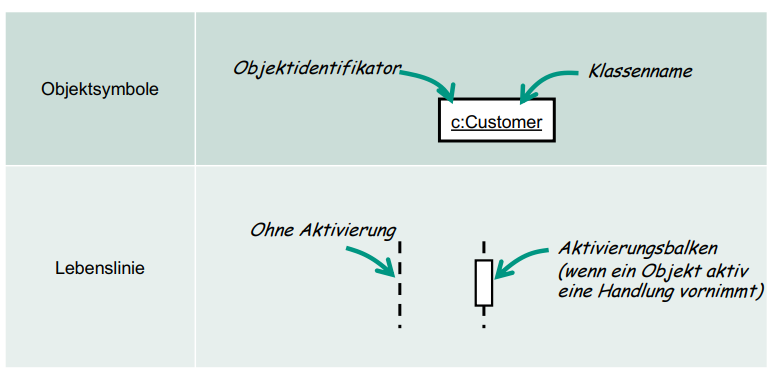 Objektsymbole
Objektidentifikator
Klassenname
c:Customer
Lebenslinie
Ohne Aktivierung
Aktivierungsbalken
(wenn ein Objekt aktiv
eine Handlung vornimmt)